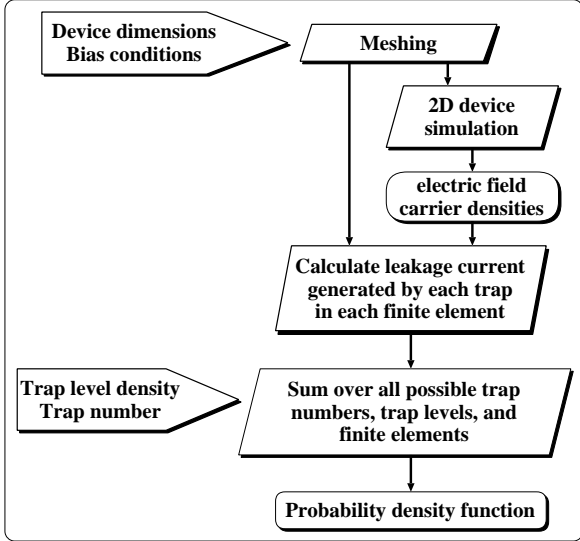 Device dimensions
Bias conditions
Meshing
2D device
simulation
electric field
carrier densities
Calculate leakage current
generated by each trap
in each finite element
Trap level density
Trap number
Sum over all possible trap
numbers, trap levels, and
finite elements
Probability density function